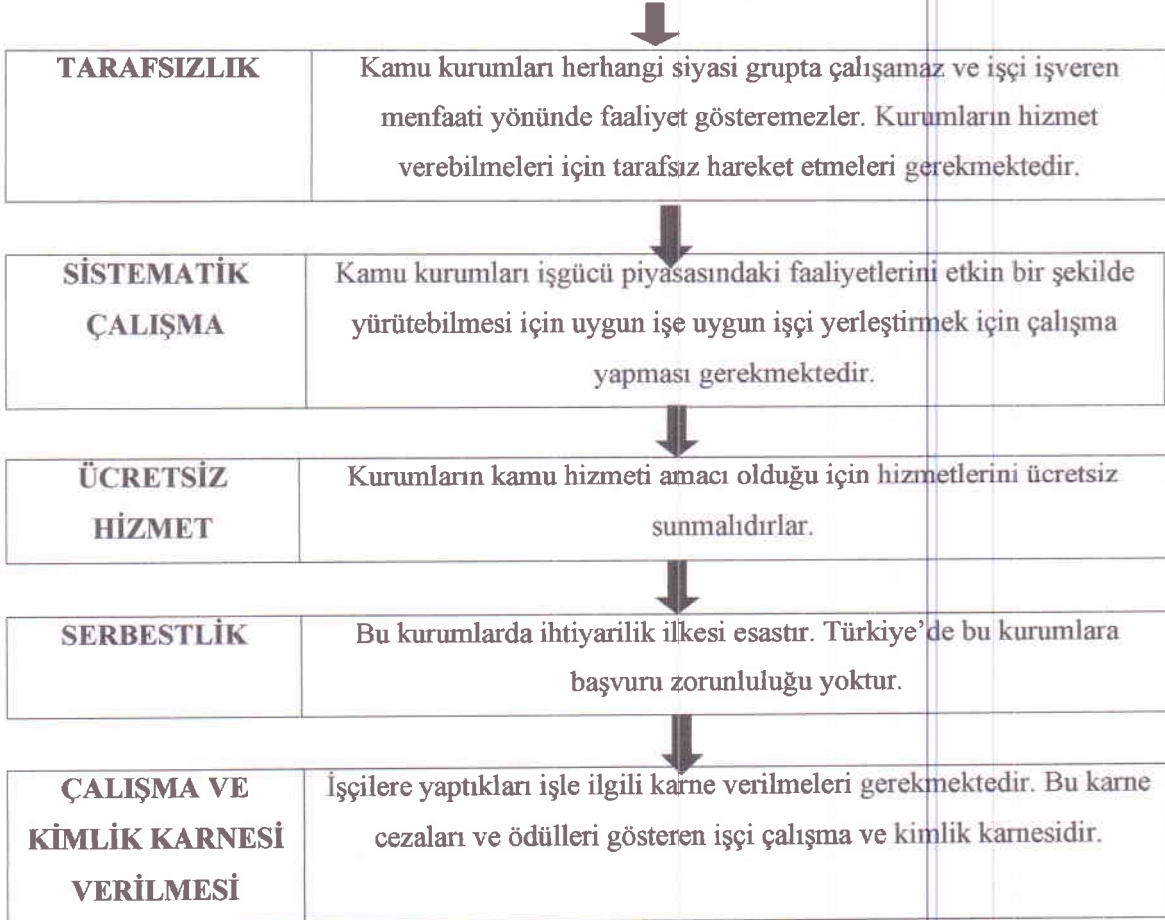 TARAFSIZLIK
Kamu kurumları herhangi siyasi grupta çalışamaz ve işçi işveren
menfaati yönünde faaliyet gösteremezler. Kurumların hizmet
verebilmeleri için tarafsız hareket etmeleri gerekmektedir.
SİSTEMATİK
ÇALIŞMA
Kamu kurumları işgücü piyasasındaki faaliyetlerini etkin bir şekilde
yürütebilmesi için uygun işe uygun işçi yerleştirmek için çalışma
yapması gerekmektedir.
ÜCRETSİZ
HİZMET
Kurumların kamu hizmeti amacı olduğu için hizmetlerini ücretsiz
sunmalıdırlar.
SERBESTLİK
Bu kurumlarda ihtiyarilik ilkesi esastır. Türkiye’de bu kurumlara
başvuru zorunluluğu yoktur.
ÇALIŞMA VE
KİMLİK KARNESİ
VERİLMESİ
İşçilere yaptıkları işle ilgili karne verilmeleri gerekmektedir. Bu karne
cezaları ve ödülleri gösteren işçi çalışma ve kimlik karnesidir.